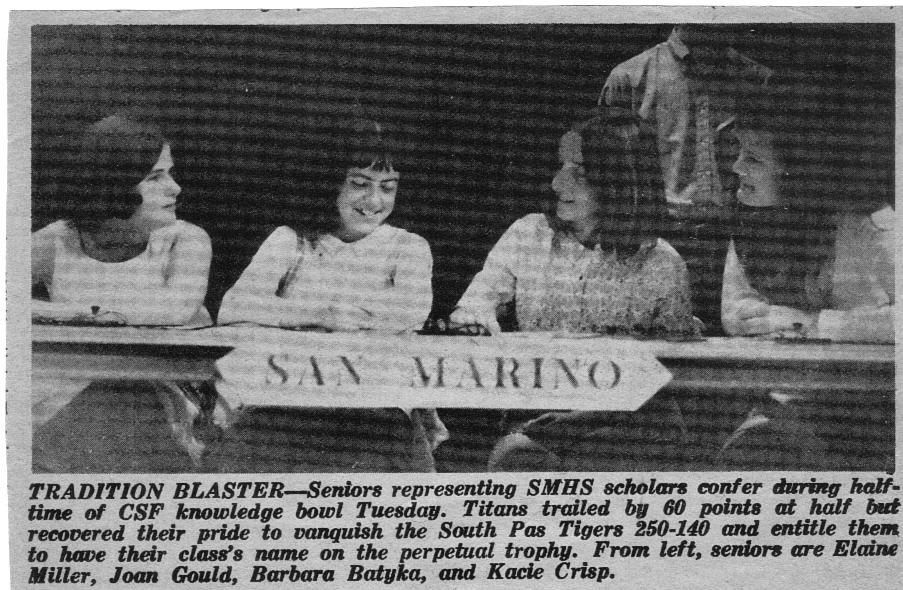 SAN MARINO
TRADITION BLASTER—Seniors representing SMHS scholars confer during half-
time of CSF knowledge bowl Tuesday. Titans trailed by 60 points at half but
recovered their pride to vanquish the South Pas Tigers 250-140 and entitle them
to have their class's name on the perpetual trophy. From left, seniors are Elaine
Miller, Joan Gould, Barbara Batyka, and Kacie Crisp.